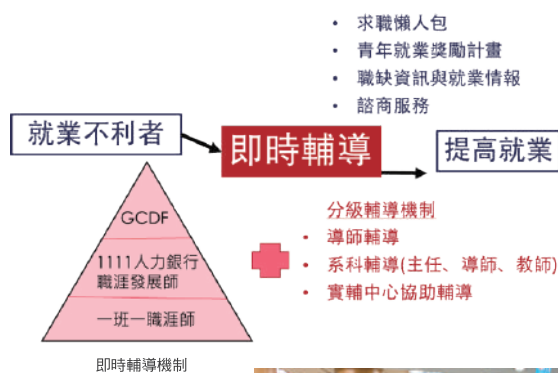 • 求職懶人包
• 青年就業獎勵計畫
• 職缺資訊與就業情報
• 諮商服務
就業不利者
即時輔導
提高就業
GCDF
1111人力銀行
職涯發展師
一班一職涯師
分級輔導機制
• 導師輔導
• 系科輔導(主任、導師、教師)
• 實輔中心協助輔導
即時輔導機制